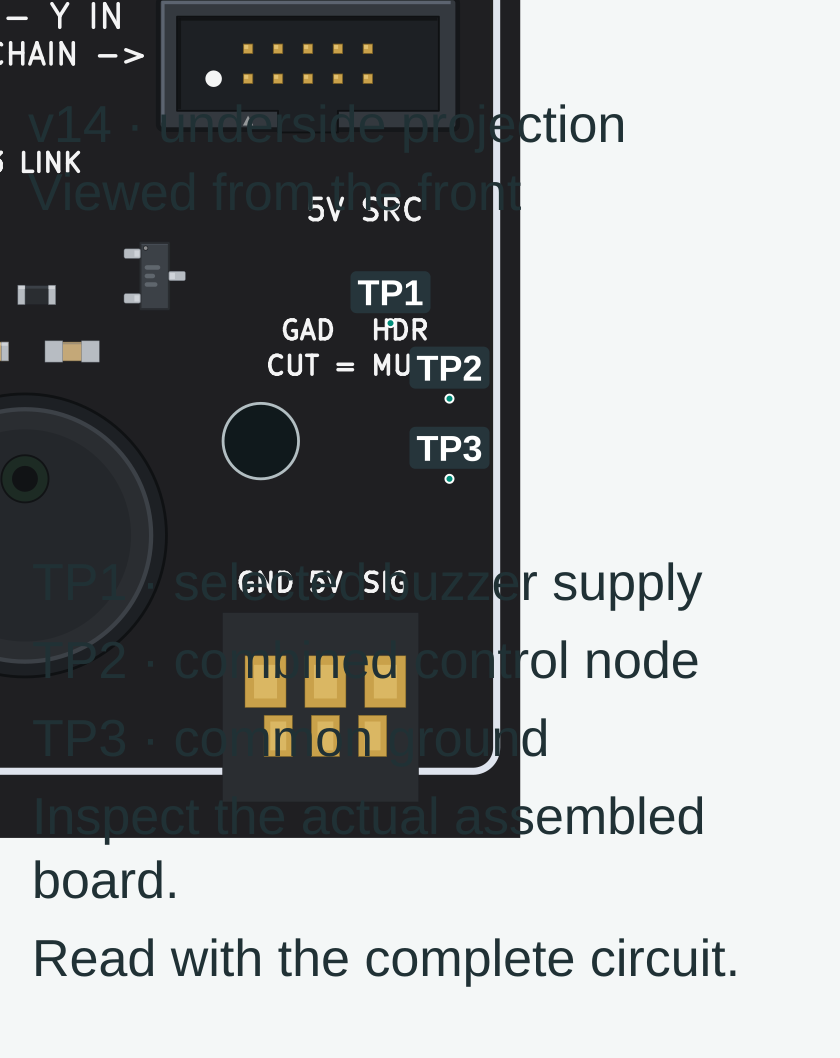 – Y IN
CHAIN –>
v14 · underside projection
LINK
Viewed from the front
5V SRC
TP1
GAD HDR
CUT = MU
TP2
TP3
TP1 · selected buzzer supply
GND 5V SIG
TP2 · combined control node
TP3 · common ground
Inspect the actual assembled
board.
Read with the complete circuit.